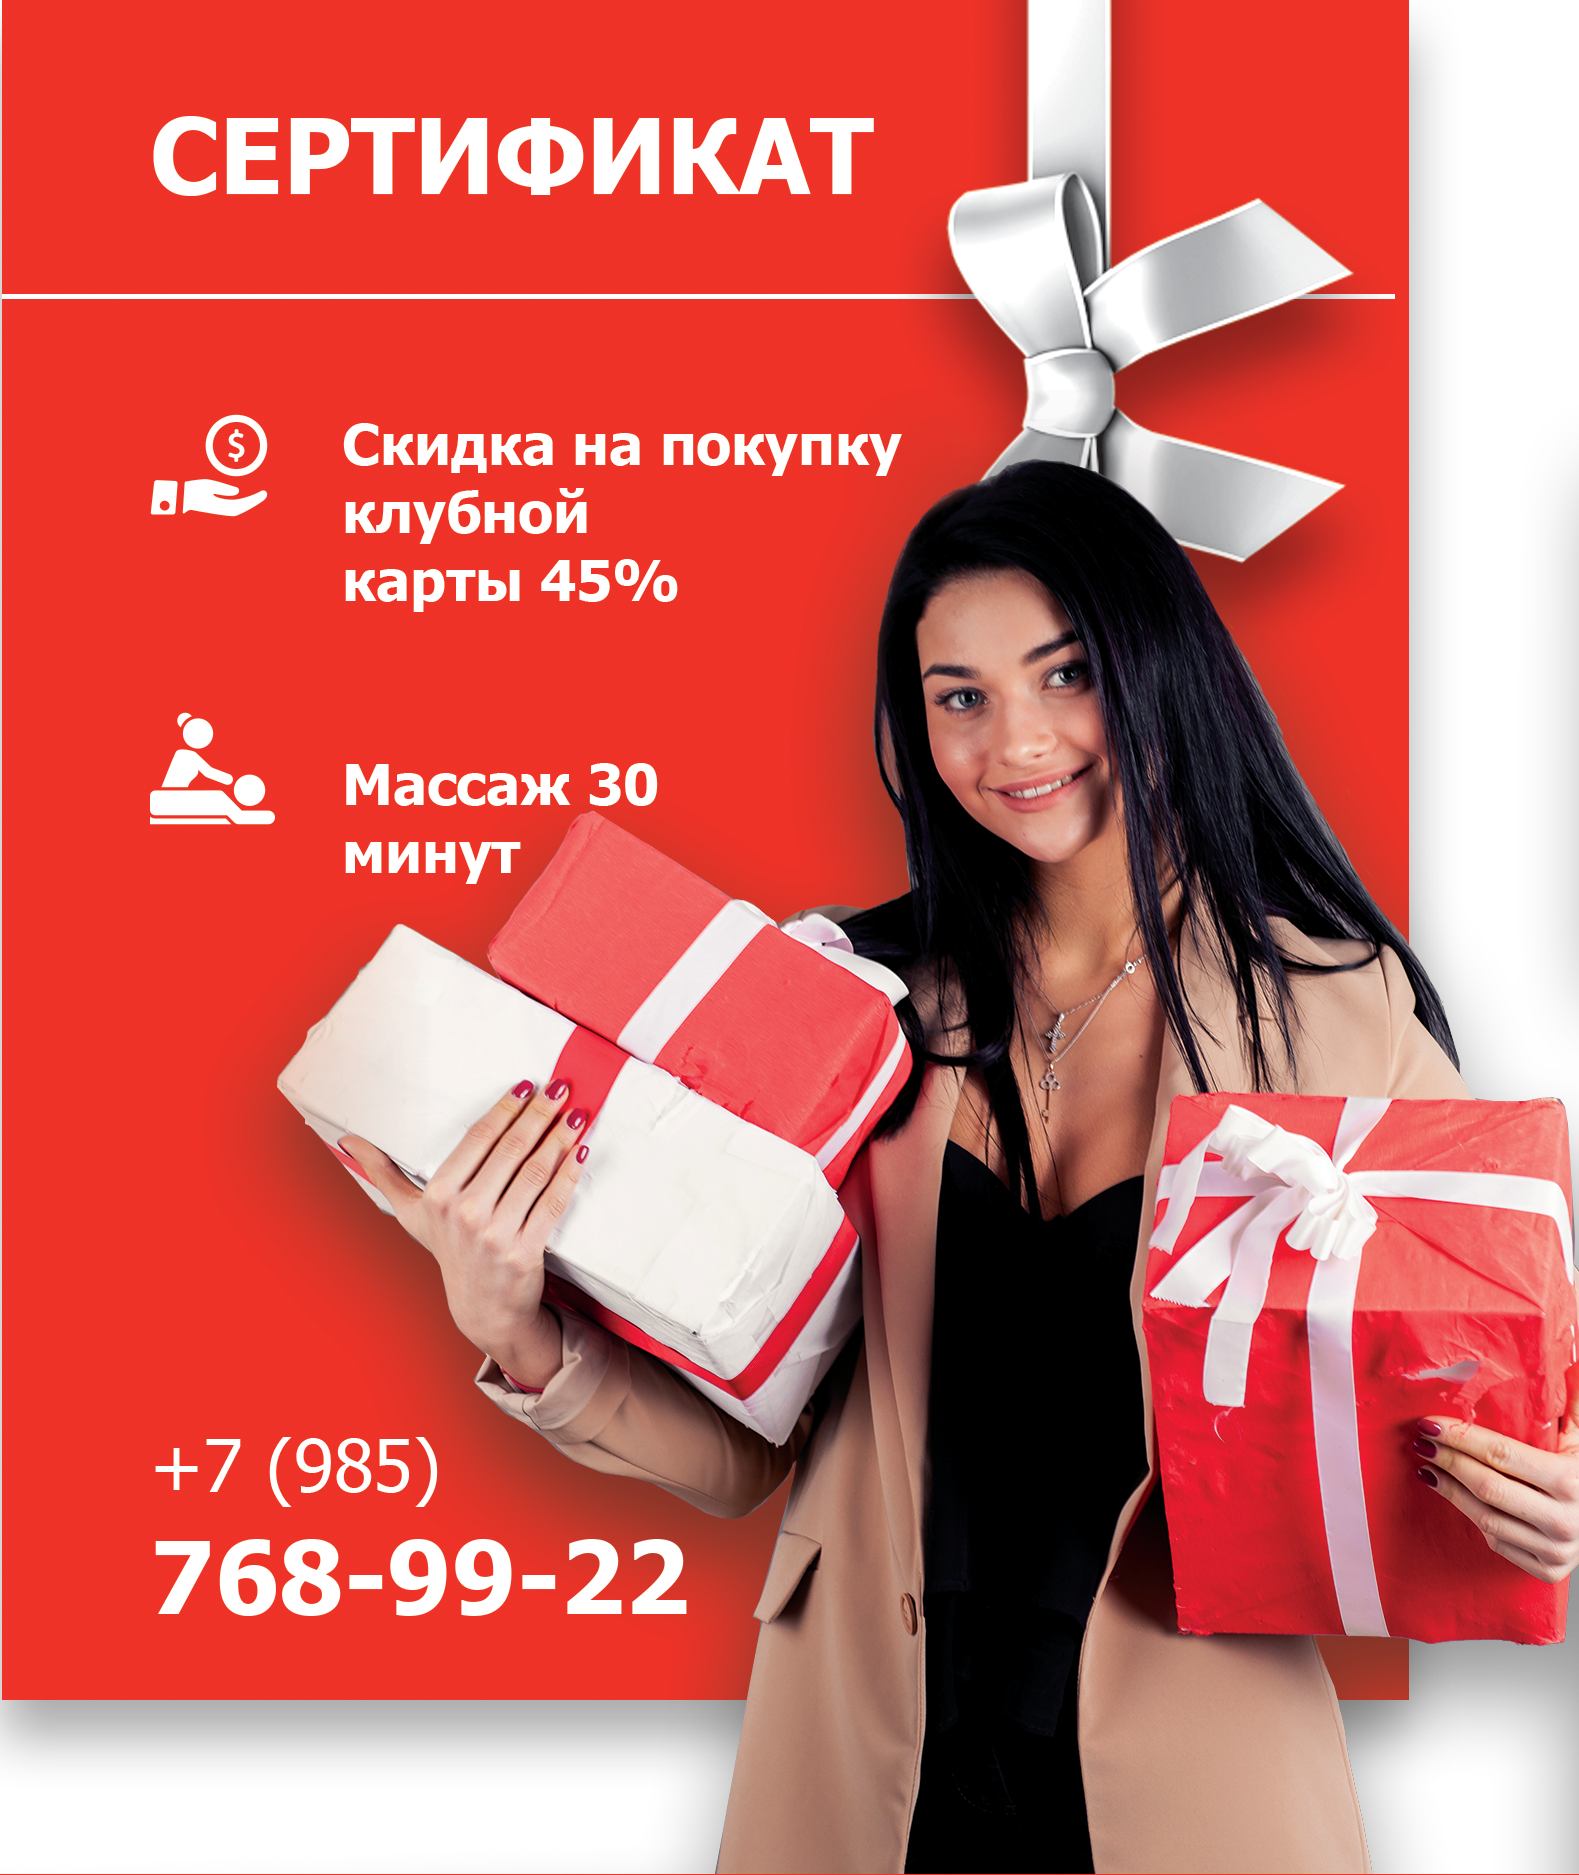 СЕРТИФИКАТ
$
Скидка на покупку
клубной
карты 45%
Массаж 30
минут
+7 (985)
768-99-22